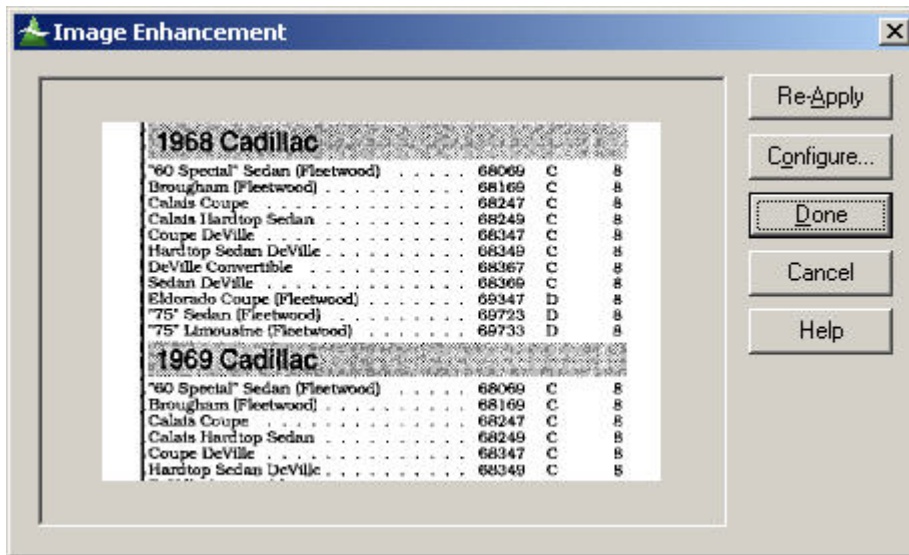 Image Enhancement
1968 Cadillac
"60 Special" Sedan (Fleetwood) . . . . . 68069 C 8
Brougham (Fleetwood) . . . . . . . . . 68169 C 8
Calais Coupe . . . . . . . . . . . . . 68247 C 8
Calais Hardtop Sedan . . . . . . . . . 68249 C 8
Coupe DeVille . . . . . . . . . . . . 68347 C 8
Hardtop Sedan DeVille . . . . . . . . . 68349 C 8
DeVille Convertible . . . . . . . . . . 68367 C 8
Sedan DeVille . . . . . . . . . . . . 68369 C 8
Eldorado Coupe (Fleetwood) . . . . . . . 69347 D 8
"75" Sedan (Fleetwood) . . . . . . . . 69723 D 8
"75" Limousine (Fleetwood) . . . . . . . 69733 D 8
1969 Cadillac
"60 Special" Sedan (Fleetwood) . . . . . 68069 C 8
Brougham (Fleetwood) . . . . . . . . . 68169 C 8
Calais Coupe . . . . . . . . . . . . . 68247 C 8
Calais Hardtop Sedan . . . . . . . . . 68249 C 8
Coupe DeVille . . . . . . . . . . . . 68347 C 8
Hardtop Sedan DeVille . . . . . . . . . 68349 C 8
Re-Apply
Configure...
Done
Cancel
Help